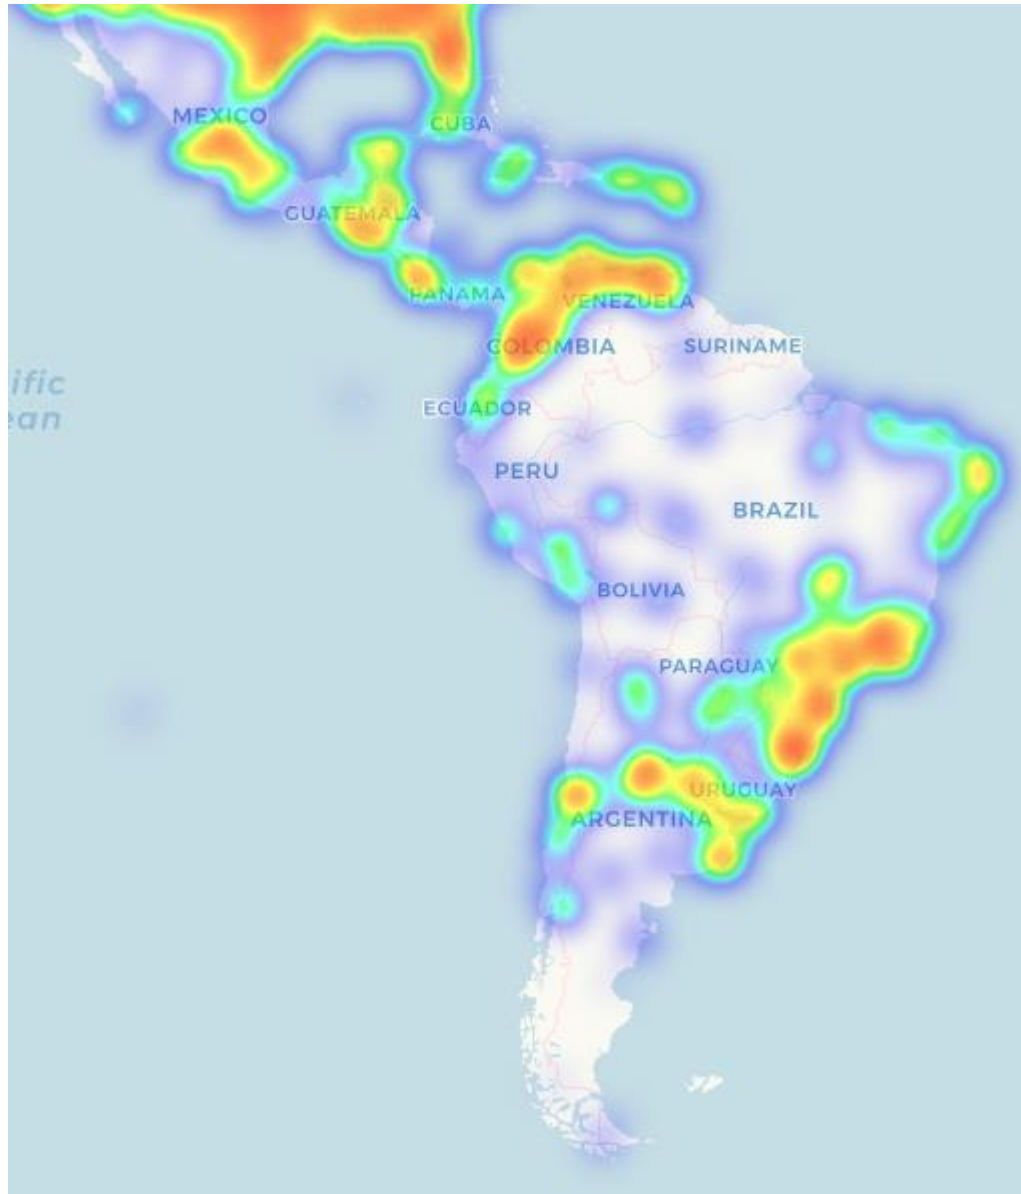 MEXICO
CUBA
GUATEMALA
PANAMA
VENEZUELA
COLOMBIA
SURINAME
ific
ean
ECUADOR
PERU
BRAZIL
BOLIVIA
PARAGUAY
URUGUAY
ARGENTINA